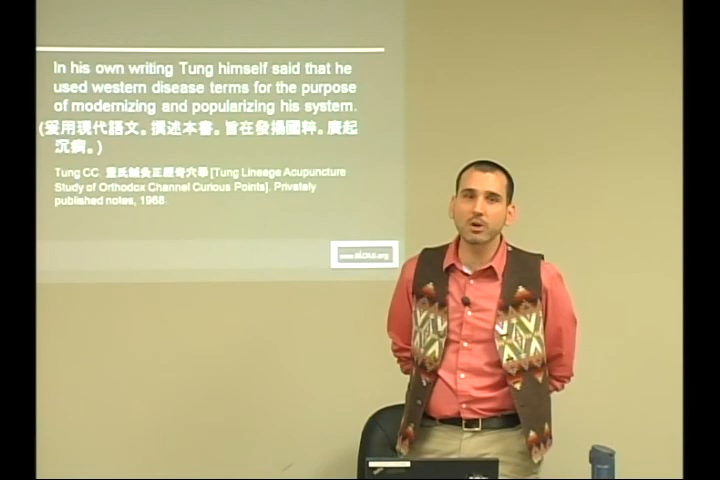 In his own writing Tung himself said that he
used western disease terms for the purpose
of modernizing and popularizing his system.
(爰用現代語文。撰述本書。旨在發揚國粹。廣起
沉痾。)
Tung CC. 董氏鍼灸正經奇穴學 [Tung Lineage Acupuncture
Study of Orthodox Channel Curious Points]. Privately
published notes, 1968.